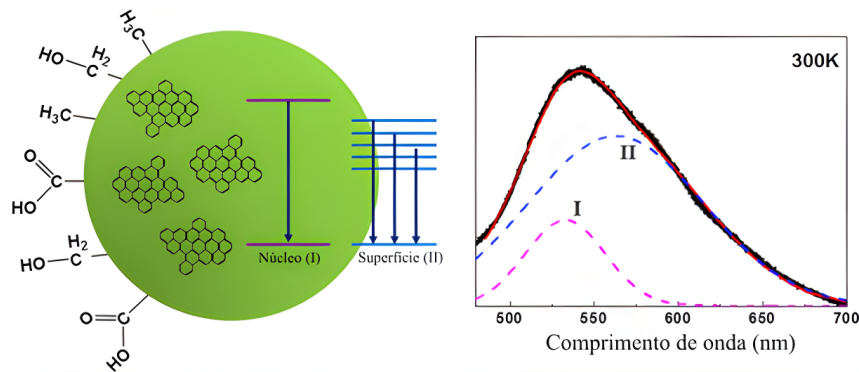 H₃C
HO
H₂
C
H₃C
O
C
HO
H₂
HO
C
O
C
HO
Núcleo (I)
Superfície (II)
300K
II
I
500
550
600
650
700
Comprimento de onda (nm)